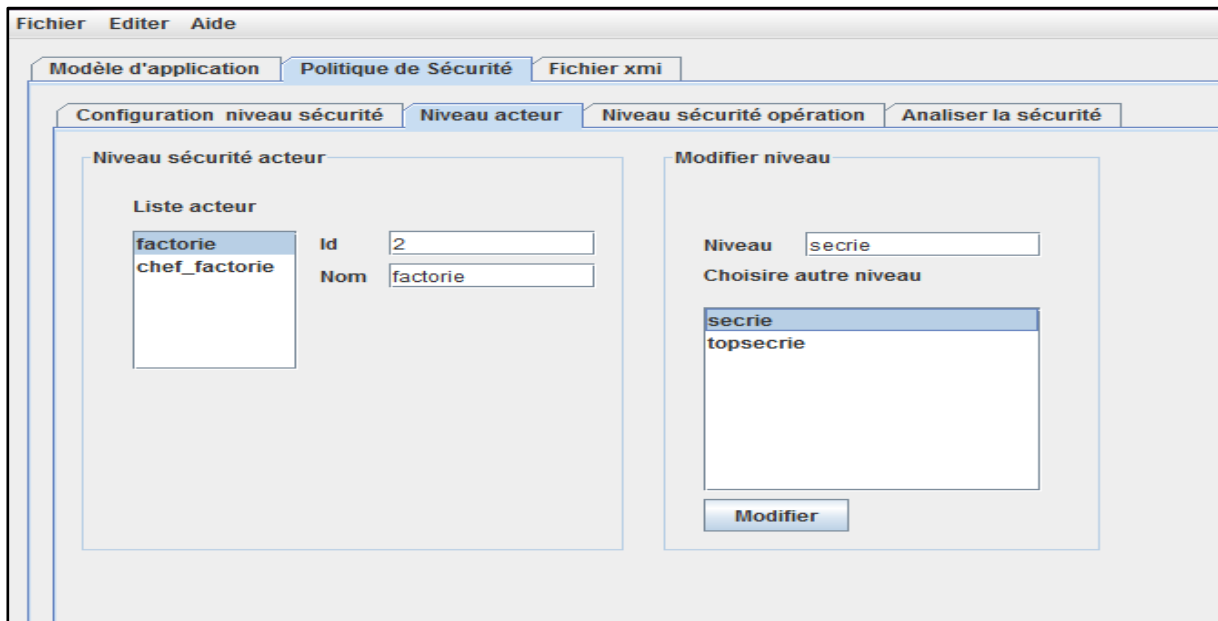 Fichier Editer Aide
Modèle d'application Politique de Sécurité Fichier xmi
Configuration niveau sécurité Niveau acteur Niveau sécurité opération Analiser la sécurité
Niveau sécurité acteur
Liste acteur
factorie
chef_factorie
Id 2
Nom factorie
Modifier niveau
Niveau secrie
Choisire autre niveau
secrie
topsecrie
Modifier